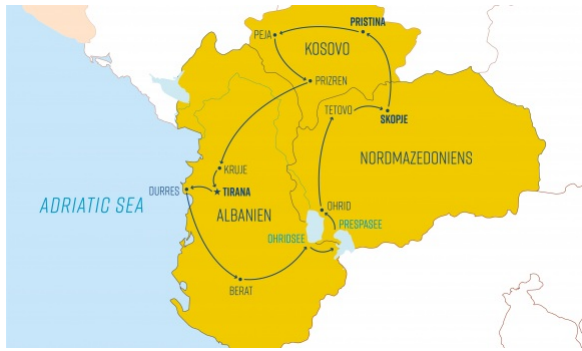 PRISTINA
PEJA
KOSOVO
PRIZREN
TETOVO
SKOPJE
NORDMAZEDONIENS
KRUJE
DURRES
TIRANA
ADRIATIC SEA
ALBANIEN
OHRID
PRESPASEE
OHRIDSEE
BERAT